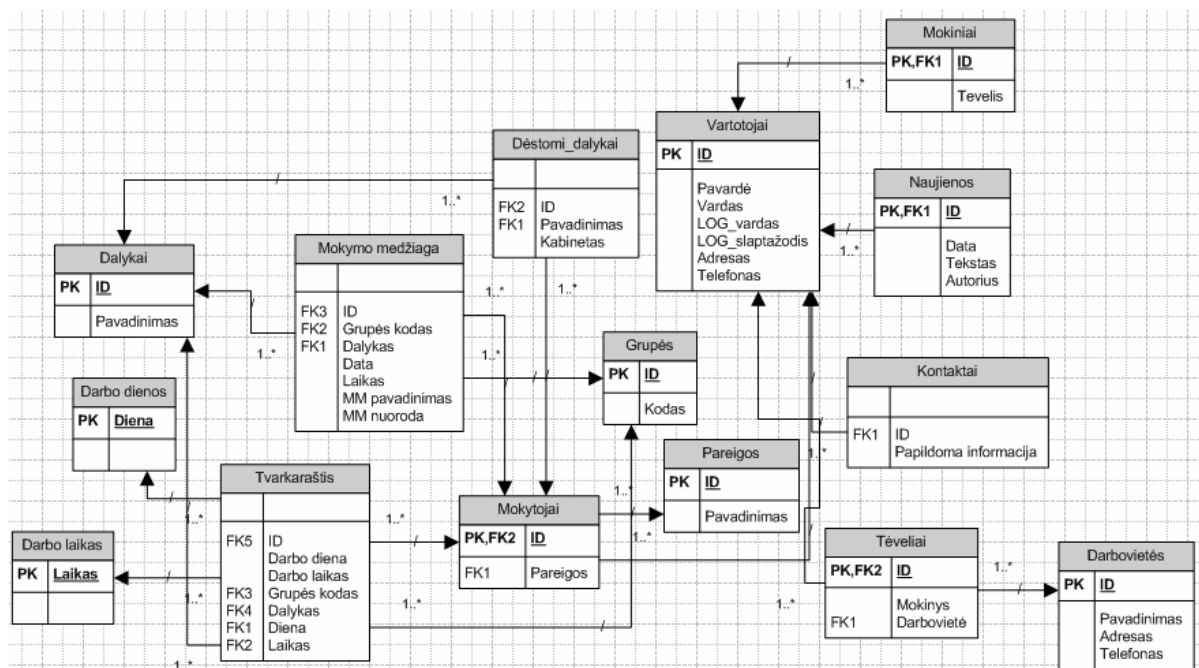 Mokiniai
PK,FK1 ID
Tevelis
1..*
Vartotojai
PK ID
Pavardė
Vardas
LOG_vardas
LOG_slaptažodis
Adresas
Telefonas
Dėstomi_dalykai
FK2 ID
FK1 Pavadinimas
Kabinetas
1..*
1..*
Naujienos
PK,FK1 ID
Data
Tekstas
Autorius
1..*
Dalykai
PK ID
Pavadinimas
Mokymo medžiaga
FK3 ID
FK2 Grupės kodas
FK1 Dalykas
Data
Laikas
MM pavadinimas
MM nuoroda
1..*
1..*
1..*
Grupės
PK ID
Kodas
Kontaktai
FK1 ID
Papildoma informacija
1..*
Darbo dienos
PK Diena
Pareigos
PK ID
Pavadinimas
Tvarkaraštis
FK5 ID
Darbo diena
Darbo laikas
FK3 Grupės kodas
FK4 Dalykas
FK1 Diena
FK2 Laikas
1..*
1..*
1..*
1..*
1..*
Mokytojai
PK,FK2 ID
FK1 Pareigos
1..*
1..*
Darbo laikas
PK Laikas
Tėveliai
PK,FK2 ID
Mokinys
FK1 Darbovietė
1..*
1..*
Darbovietės
PK ID
Pavadinimas
Adresas
Telefonas